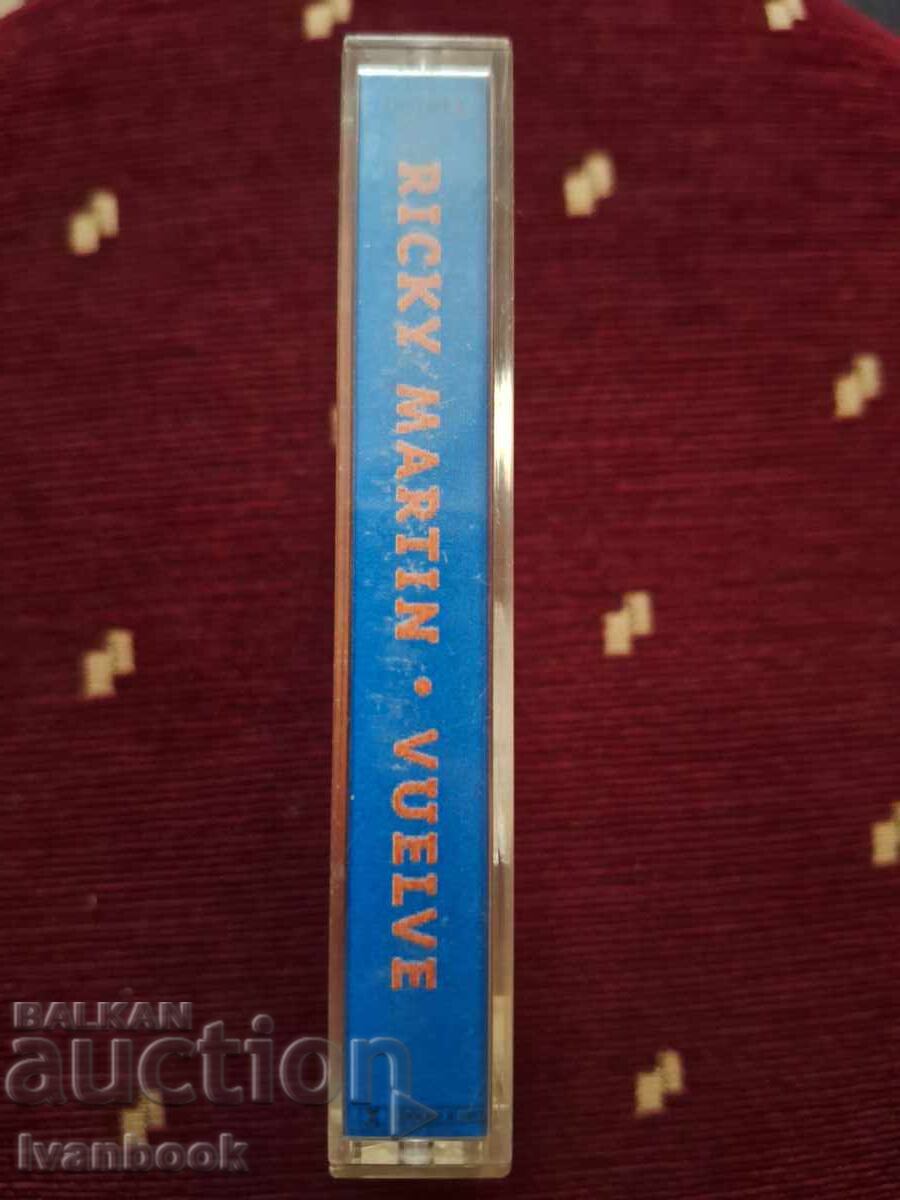 RICKY MARTIN • VUELVE
BALKAN
auction
Ivanbook